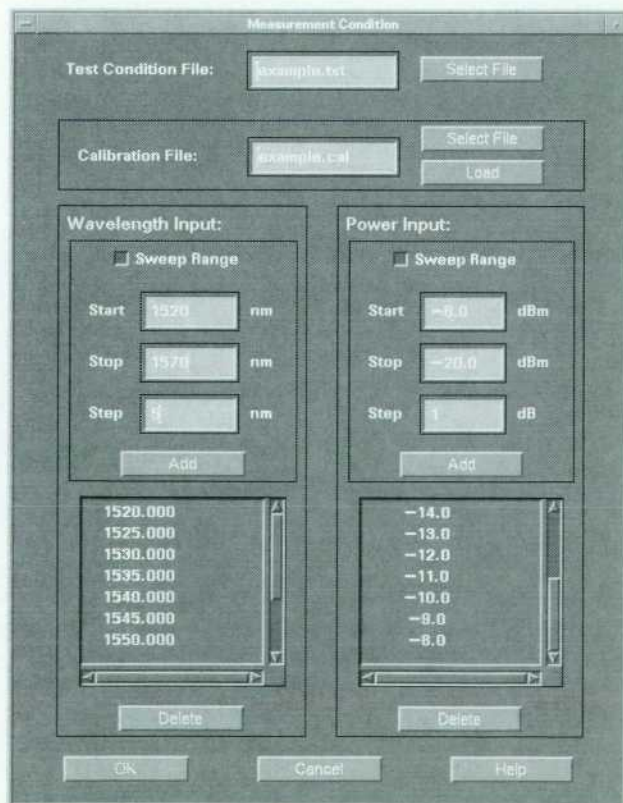 Measurement Condition
Test Condition File: example.txt Select File
Calibration File: example.cal Select File
Load
Wavelength Input:
Sweep Range
Start 1520 nm
Stop 1570 nm
Step 5 nm
Add
1520.000
1525.000
1530.000
1535.000
1540.000
1545.000
1550.000
Delete
Power Input:
Sweep Range
Start −8.0 dBm
Stop −20.0 dBm
Step 1 dB
Add
−14.0
−13.0
−12.0
−11.0
−10.0
−9.0
−8.0
Delete
OK Cancel Help